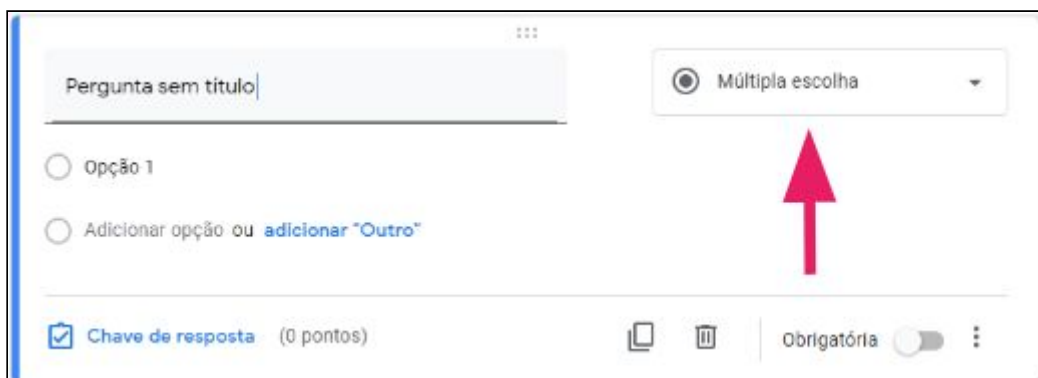 Pergunta sem título
Múltipla escolha
Opção 1
Adicionar opção ou adicionar "Outro"
Chave de resposta (0 pontos)
Obrigatória